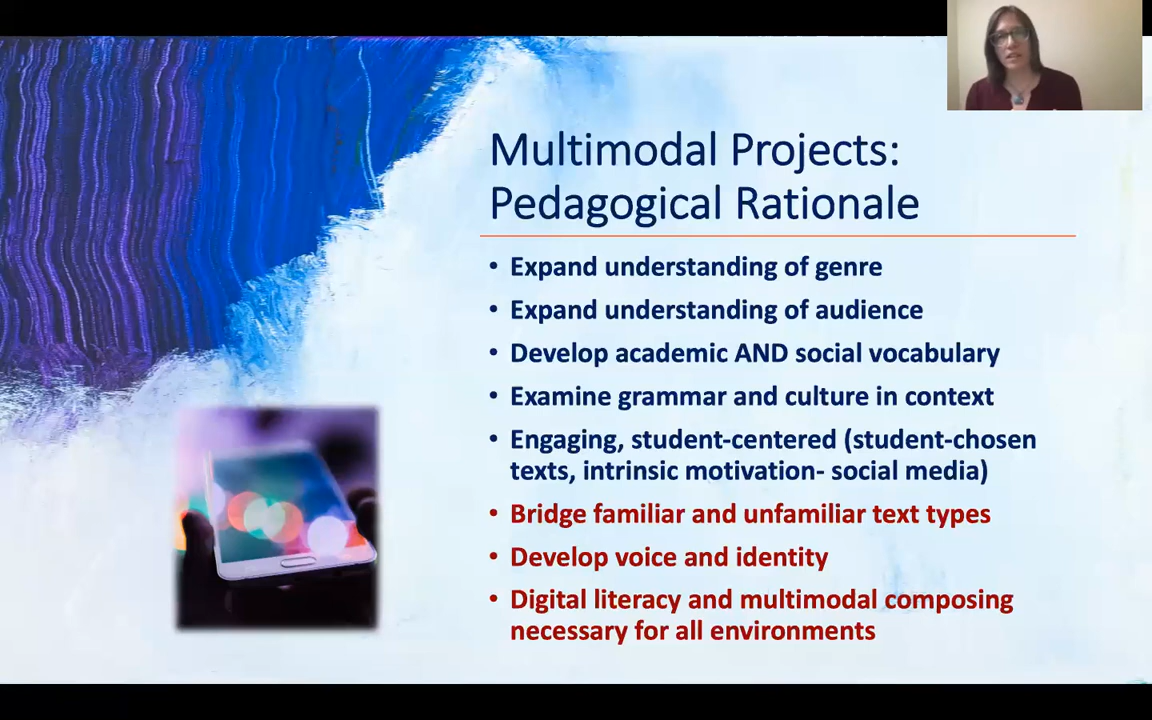 Multimodal Projects:
Pedagogical Rationale
• Expand understanding of genre
• Expand understanding of audience
• Develop academic AND social vocabulary
• Examine grammar and culture in context
• Engaging, student-centered (student-chosen
texts, intrinsic motivation- social media)
• Bridge familiar and unfamiliar text types
• Develop voice and identity
• Digital literacy and multimodal composing
necessary for all environments